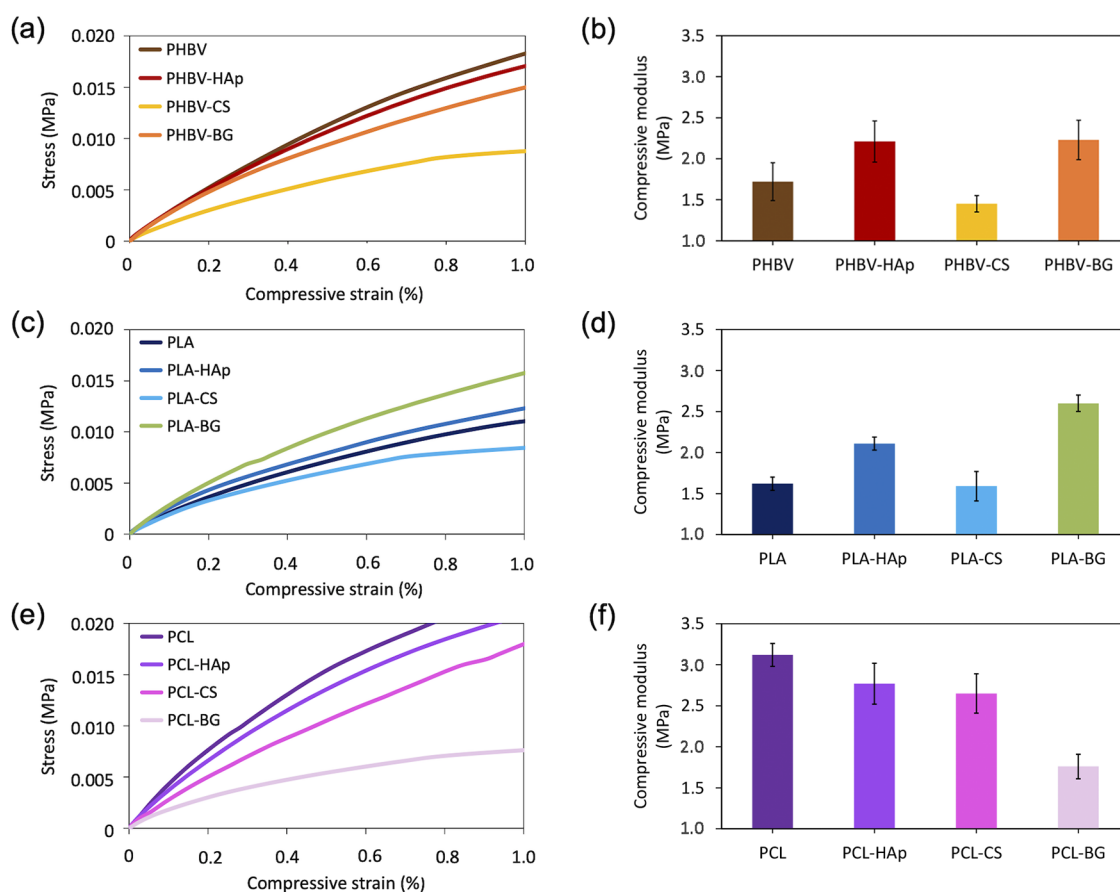 (a)
0.020
0.015
0.010
0.005
0
Stress (MPa)
PHBV
PHBV-HAp
PHBV-CS
PHBV-BG
0 0.2 0.4 0.6 0.8 1.0
Compressive strain (%)
(b)
3.5
3.0
2.5
2.0
1.5
1.0
Compressive modulus
(MPa)
PHBV PHBV-HAp PHBV-CS PHBV-BG
(c)
0.020
0.015
0.010
0.005
0
Stress (MPa)
PLA
PLA-HAp
PLA-CS
PLA-BG
0 0.2 0.4 0.6 0.8 1.0
Compressive strain (%)
(d)
3.5
3.0
2.5
2.0
1.5
1.0
Compressive modulus
(MPa)
PLA PLA-HAp PLA-CS PLA-BG
(e)
0.020
0.015
0.010
0.005
0
Stress (MPa)
PCL
PCL-HAp
PCL-CS
PCL-BG
0 0.2 0.4 0.6 0.8 1.0
Compressive strain (%)
(f)
3.5
3.0
2.5
2.0
1.5
1.0
Compressive modulus
(MPa)
PCL PCL-HAp PCL-CS PCL-BG